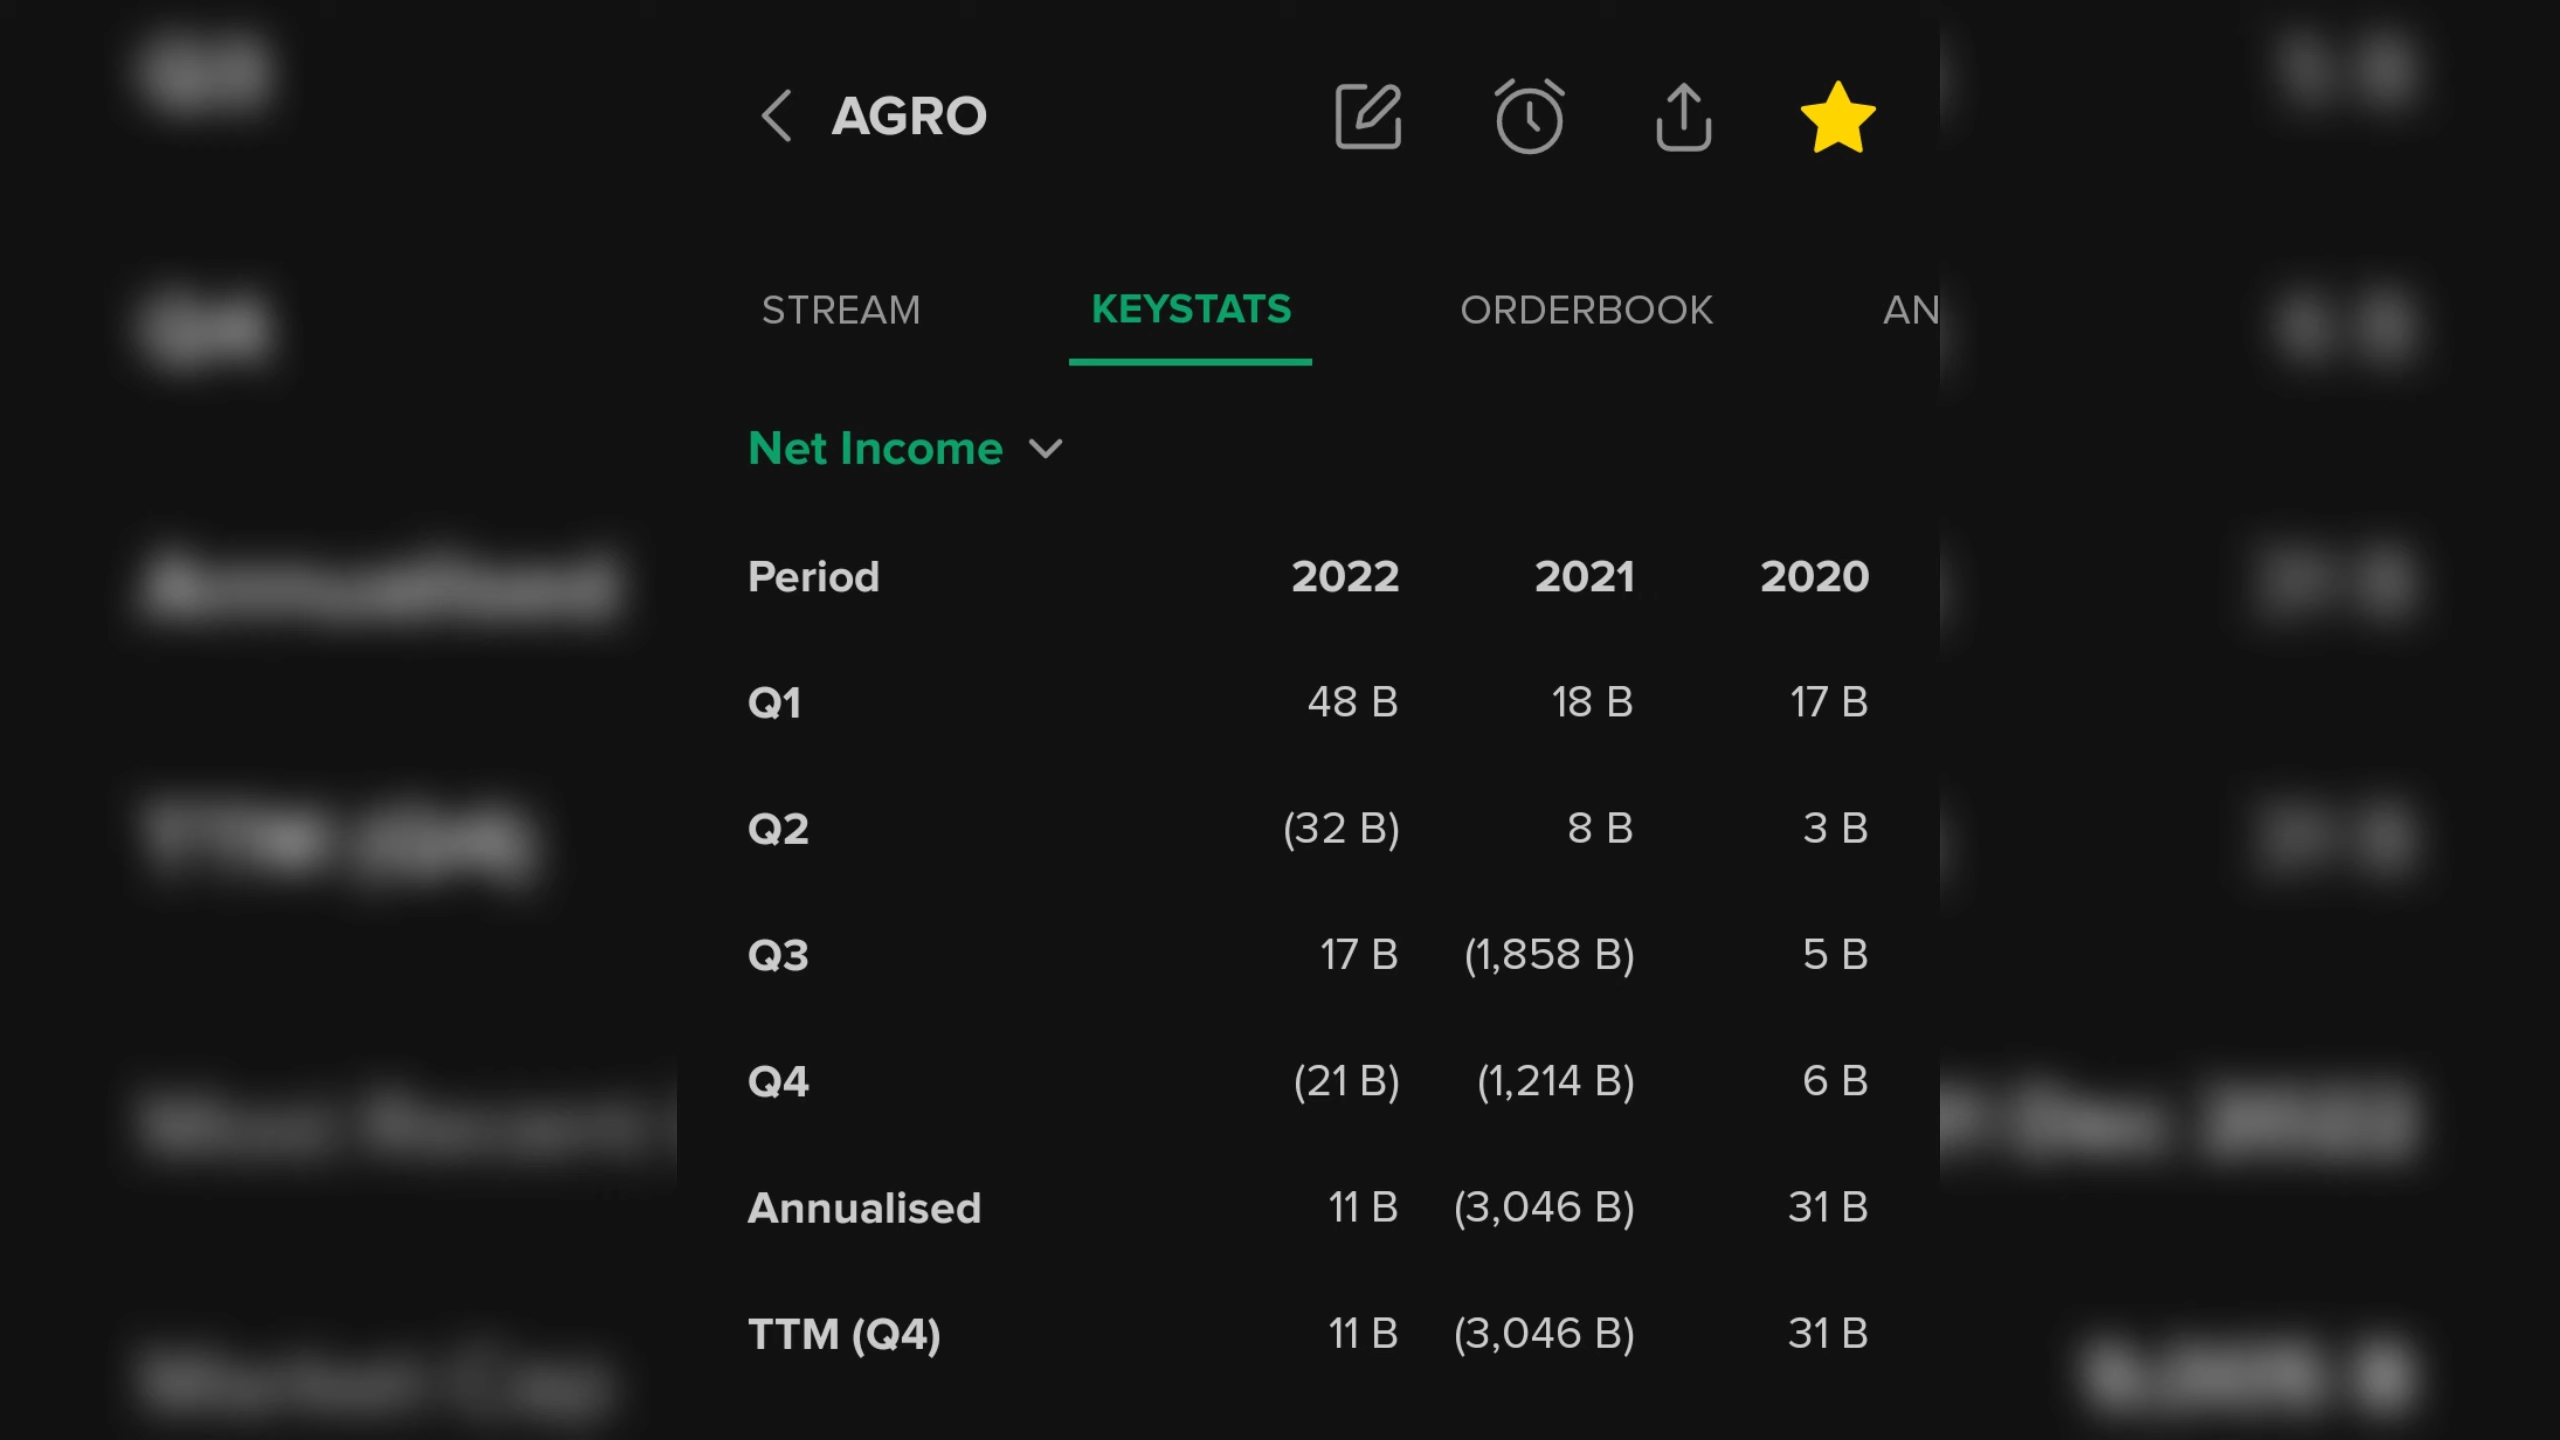 AGRO
STREAM KEYSTATS ORDERBOOK AN
Net Income
Period 2022 2021 2020
Q1 48 B 18 B 17 B
Q2 (32 B) 8 B 3 B
Q3 17 B (1,858 B) 5 B
Q4 (21 B) (1,214 B) 6 B
Annualised 11 B (3,046 B) 31 B
TTM (Q4) 11 B (3,046 B) 31 B